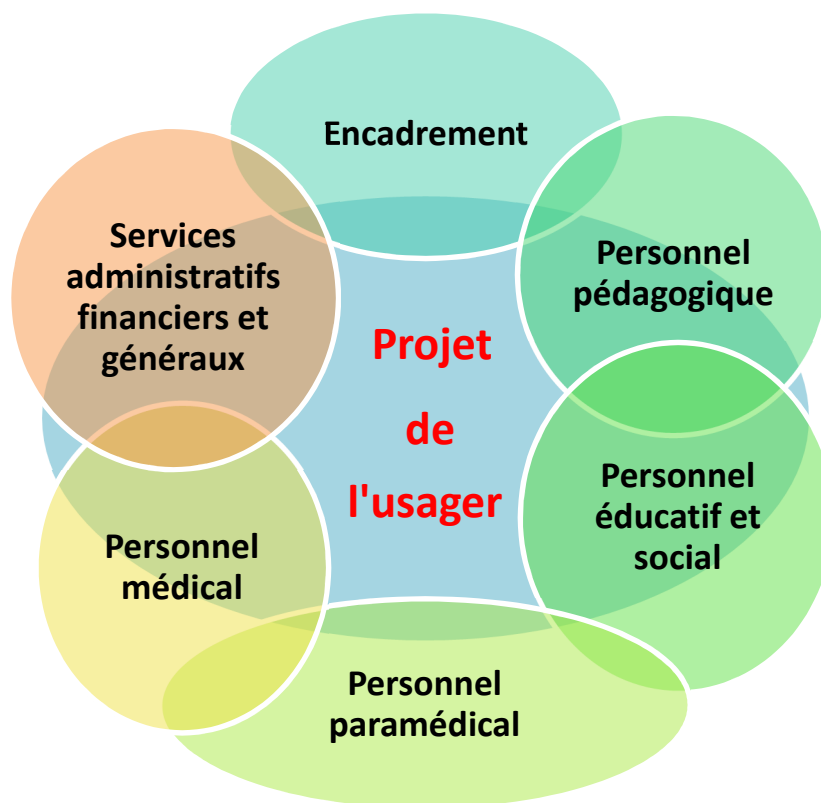 Encadrement
Services
administratifs
financiers et
généraux
Personnel
pédagogique
Projet
de
l'usager
Personnel
éducatif et
social
Personnel
médical
Personnel
paramédical